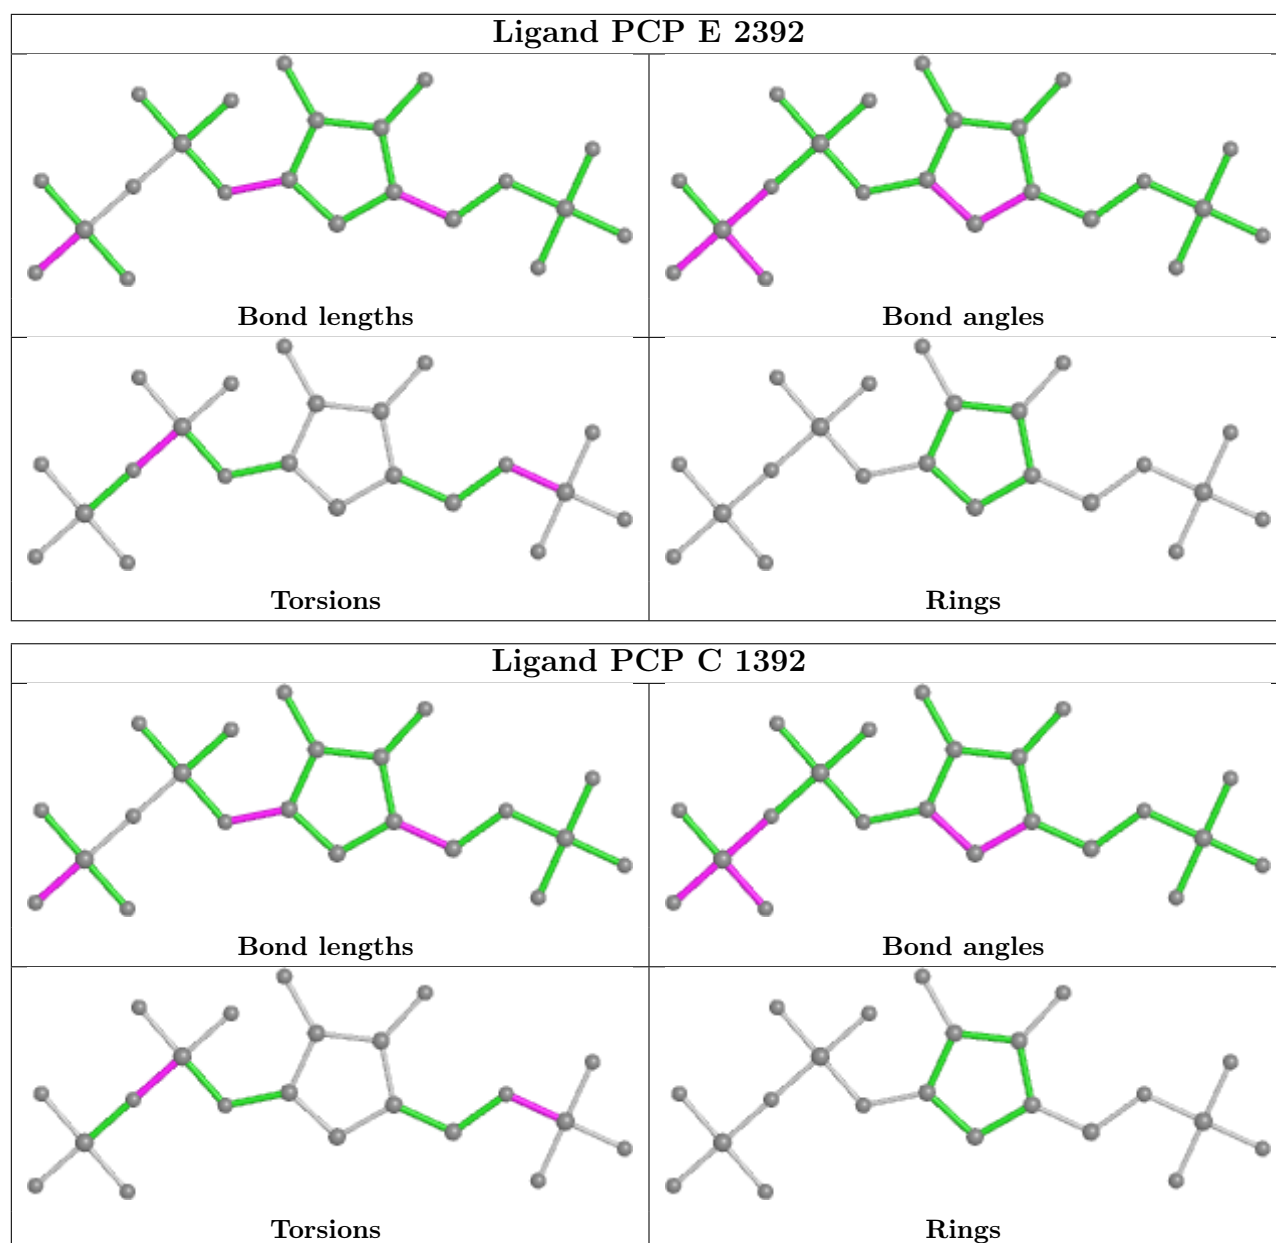 Ligand PCP E 2392
Bond lengths
Bond angles
Torsions
Rings
Ligand PCP C 1392
Bond lengths
Bond angles
Torsions
Rings